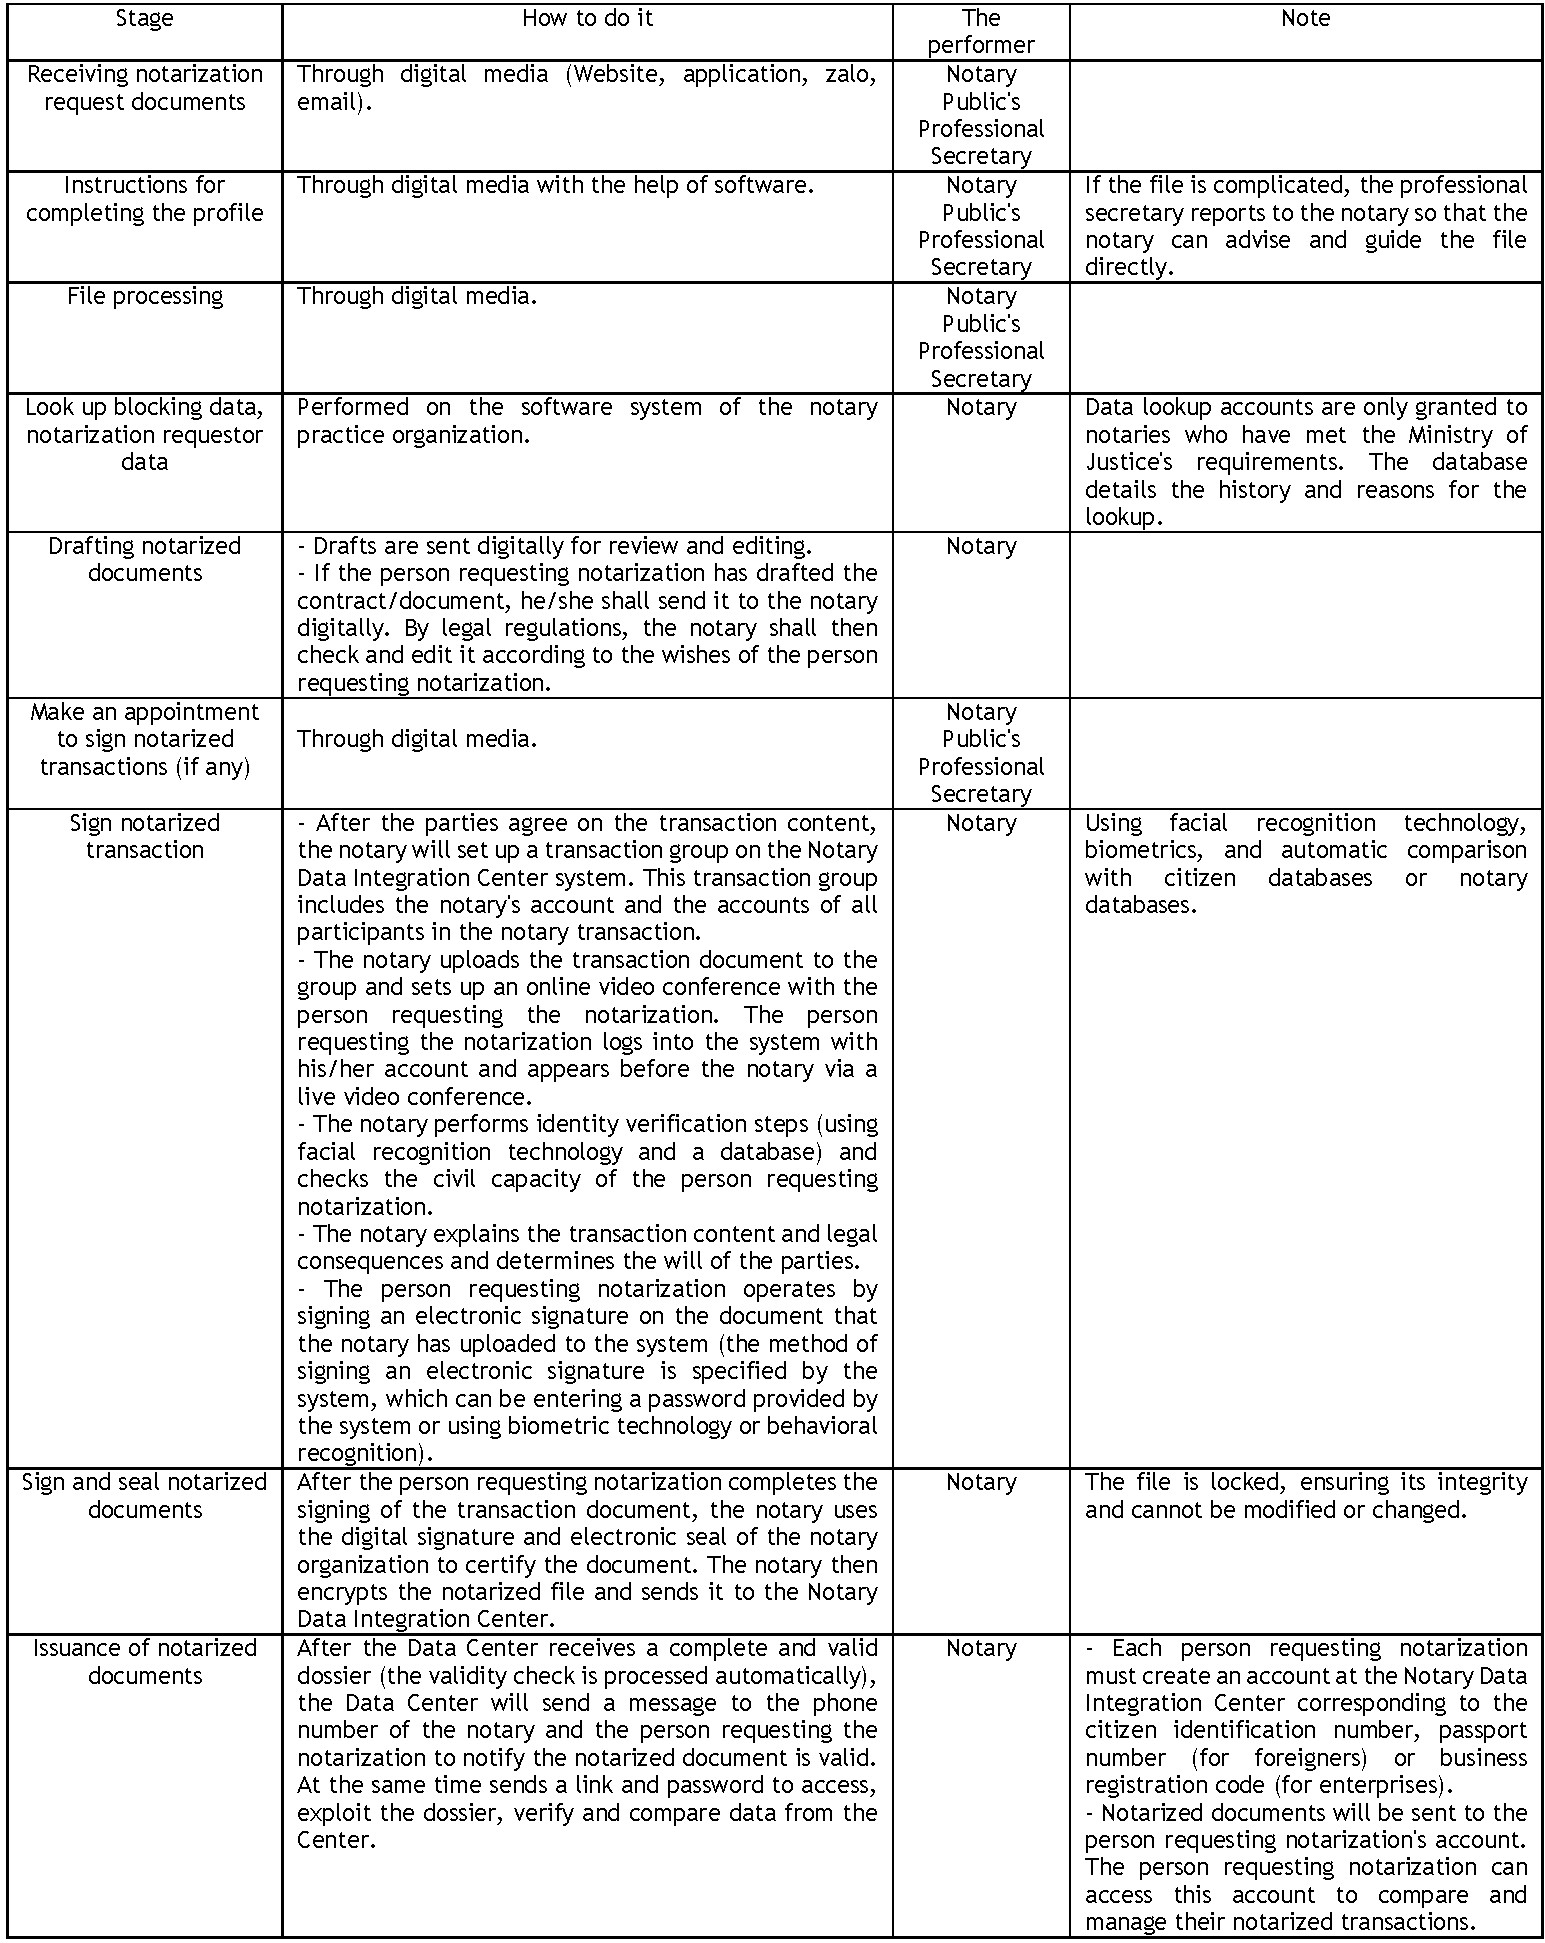 Stage
How to do it
The
performer
Note
Receiving notarization
request documents
Through digital media (Website, application, zalo,
email).
Notary
Public's
Professional
Secretary
Instructions for
completing the profile
Through digital media with the help of software.
Notary
Public's
Professional
Secretary
If the file is complicated, the professional
secretary reports to the notary so that the
notary can advise and guide the file
directly.
File processing
Through digital media.
Notary
Public's
Professional
Secretary
Look up blocking data,
notarization requestor
data
Performed on the software system of the notary
practice organization.
Notary
Data lookup accounts are only granted to
notaries who have met the Ministry of
Justice's requirements. The database
details the history and reasons for the
lookup.
Drafting notarized
documents
- Drafts are sent digitally for review and editing.
- If the person requesting notarization has drafted the
contract/document, he/she shall send it to the notary
digitally. By legal regulations, the notary shall then
check and edit it according to the wishes of the person
requesting notarization.
Notary
Make an appointment
to sign notarized
transactions (if any)
Through digital media.
Notary
Public's
Professional
Secretary
Sign notarized
transaction
- After the parties agree on the transaction content,
the notary will set up a transaction group on the Notary
Data Integration Center system. This transaction group
includes the notary's account and the accounts of all
participants in the notary transaction.
- The notary uploads the transaction document to the
group and sets up an online video conference with the
person requesting the notarization. The person
requesting the notarization logs into the system with
his/her account and appears before the notary via a
live video conference.
- The notary performs identity verification steps (using
facial recognition technology and a database) and
checks the civil capacity of the person requesting
notarization.
- The notary explains the transaction content and legal
consequences and determines the will of the parties.
- The person requesting notarization operates by
signing an electronic signature on the document that
the notary has uploaded to the system (the method of
signing an electronic signature is specified by the
system, which can be entering a password provided by
the system or using biometric technology or behavioral
recognition).
Notary
Using facial recognition technology,
biometrics, and automatic comparison
with citizen databases or notary
databases.
Sign and seal notarized
documents
After the person requesting notarization completes the
signing of the transaction document, the notary uses
the digital signature and electronic seal of the notary
organization to certify the document. The notary then
encrypts the notarized file and sends it to the Notary
Data Integration Center.
Notary
The file is locked, ensuring its integrity
and cannot be modified or changed.
Issuance of notarized
documents
After the Data Center receives a complete and valid
dossier (the validity check is processed automatically),
the Data Center will send a message to the phone
number of the notary and the person requesting the
notarization to notify the notarized document is valid.
At the same time sends a link and password to access,
exploit the dossier, verify and compare data from the
Center.
Notary
- Each person requesting notarization
must create an account at the Notary Data
Integration Center corresponding to the
citizen identification number, passport
number (for foreigners) or business
registration code (for enterprises).
- Notarized documents will be sent to the
person requesting notarization's account.
The person requesting notarization can
access this account to compare and
manage their notarized transactions.